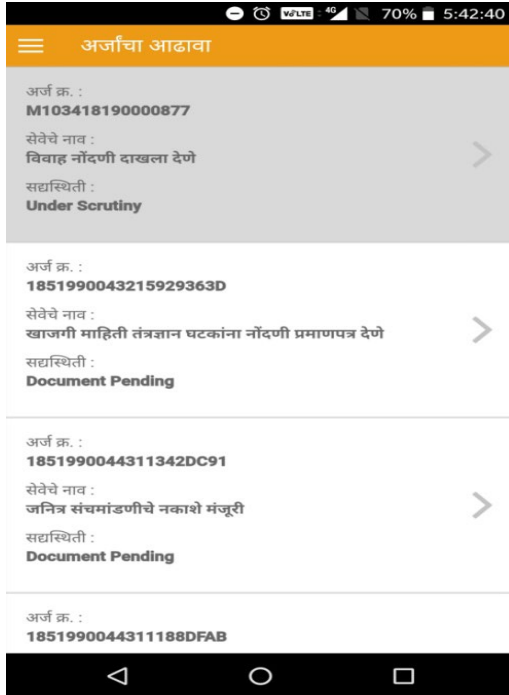 VoLTE 4G 70% 5:42:40
अर्जांचा आढावा
अर्ज क्र. :
M103418190000877
सेवेचे नाव :
विवाह नोंदणी दाखला देणे
सद्यस्थिती :
Under Scrutiny
अर्ज क्र. :
1851990043215929363D
सेवेचे नाव :
खाजगी माहिती तंत्रज्ञान घटकांना नोंदणी प्रमाणपत्र देणे
सद्यस्थिती :
Document Pending
अर्ज क्र. :
1851990044311342DC91
सेवेचे नाव :
जनित्र संचमांडणीचे नकाशे मंजूरी
सद्यस्थिती :
Document Pending
अर्ज क्र. :
1851990044311188DFAB